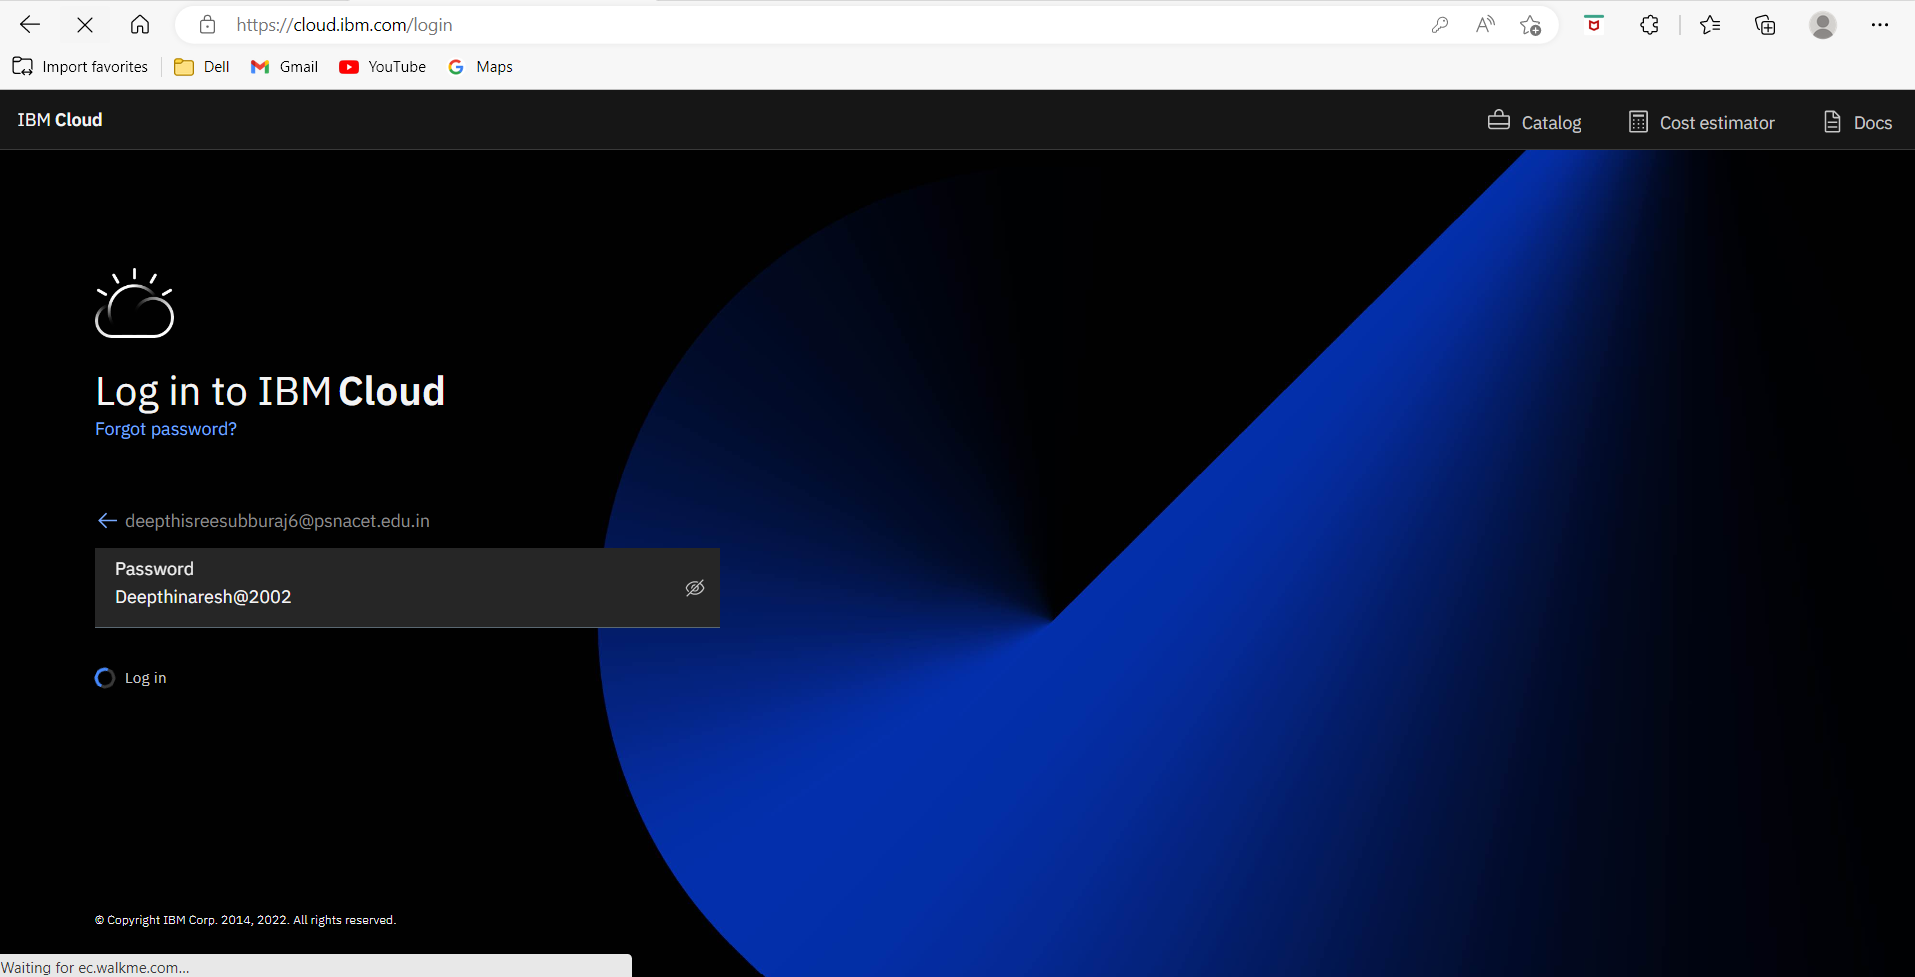 https://cloud.ibm.com/login
Import favorites
Dell
Gmail
YouTube
Maps
IBM Cloud
Catalog
Cost estimator
Docs
Log in to IBM Cloud
Forgot password?
deepthisreesubburaj6@psnacet.edu.in
Password
Deepthinaresh@2002
Log in
© Copyright IBM Corp. 2014, 2022. All rights reserved.
Waiting for ec.walkme.com...